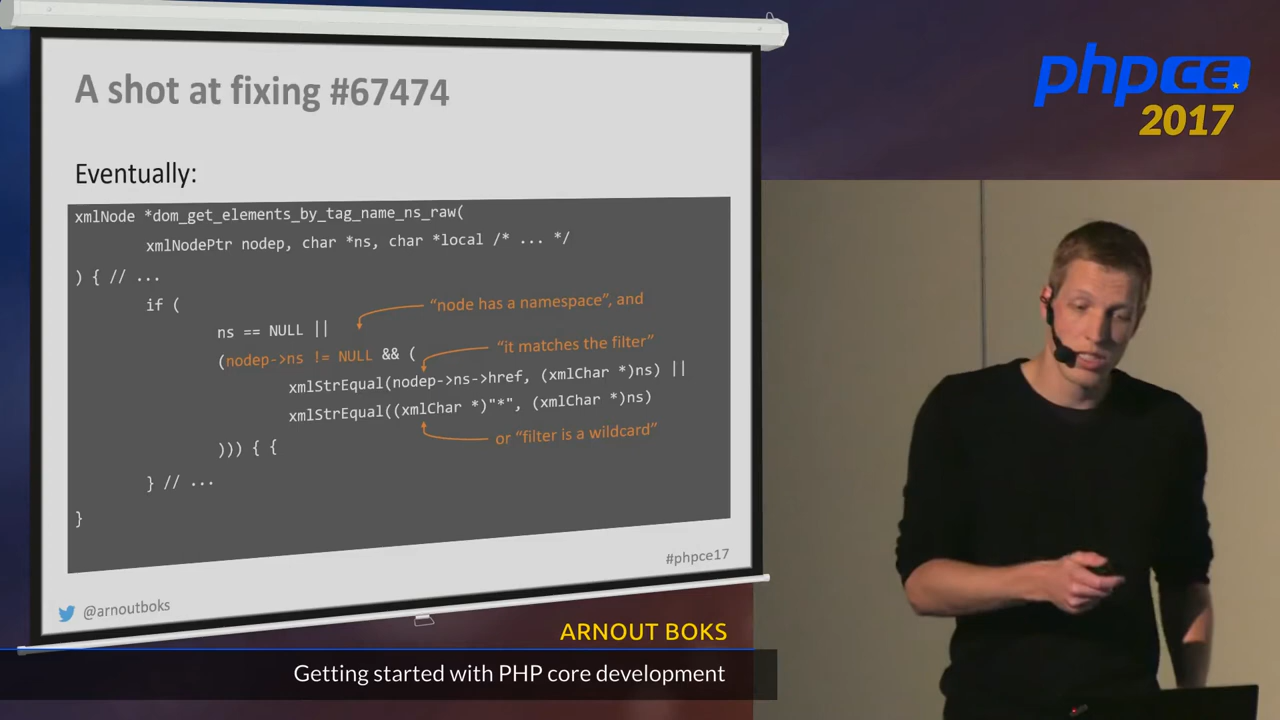 A shot at fixing #67474
Eventually:
xmlNode *dom_get_elements_by_tag_name_ns_raw(
xmlNodePtr nodep, char *ns, char *local /* ... */
) { // ...
if (
"node has a namespace", and
ns == NULL ||
(nodep->ns != NULL && (
"it matches the filter"
xmlStrEqual(nodep->ns->href, (xmlChar *)ns) ||
xmlStrEqual((xmlChar *)"*", (xmlChar *)ns)
or "filter is a wildcard"
))) { {
} // ...
}
#phpce17
@arnoutboks
php CE
2017
ARNOUT BOKS
Getting started with PHP core development